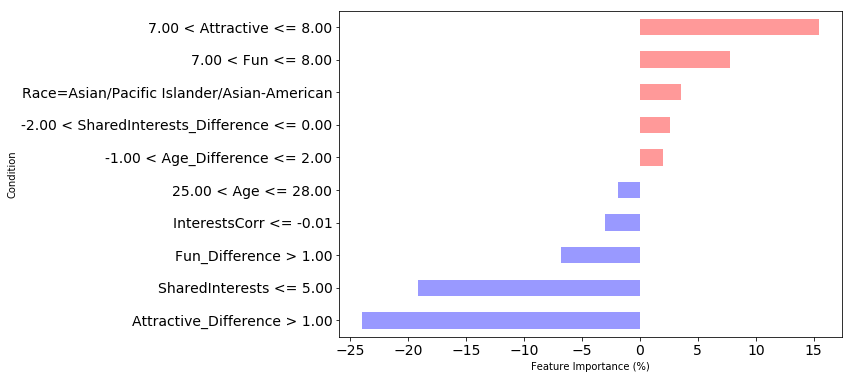 7.00 < Attractive <= 8.00
7.00 < Fun <= 8.00
Race=Asian/Pacific Islander/Asian-American
-2.00 < SharedInterests_Difference <= 0.00
-1.00 < Age_Difference <= 2.00
25.00 < Age <= 28.00
InterestsCorr <= -0.01
Fun_Difference > 1.00
SharedInterests <= 5.00
Attractive_Difference > 1.00
Condition
−25 −20 −15 −10 −5 0 5 10 15
Feature Importance (%)